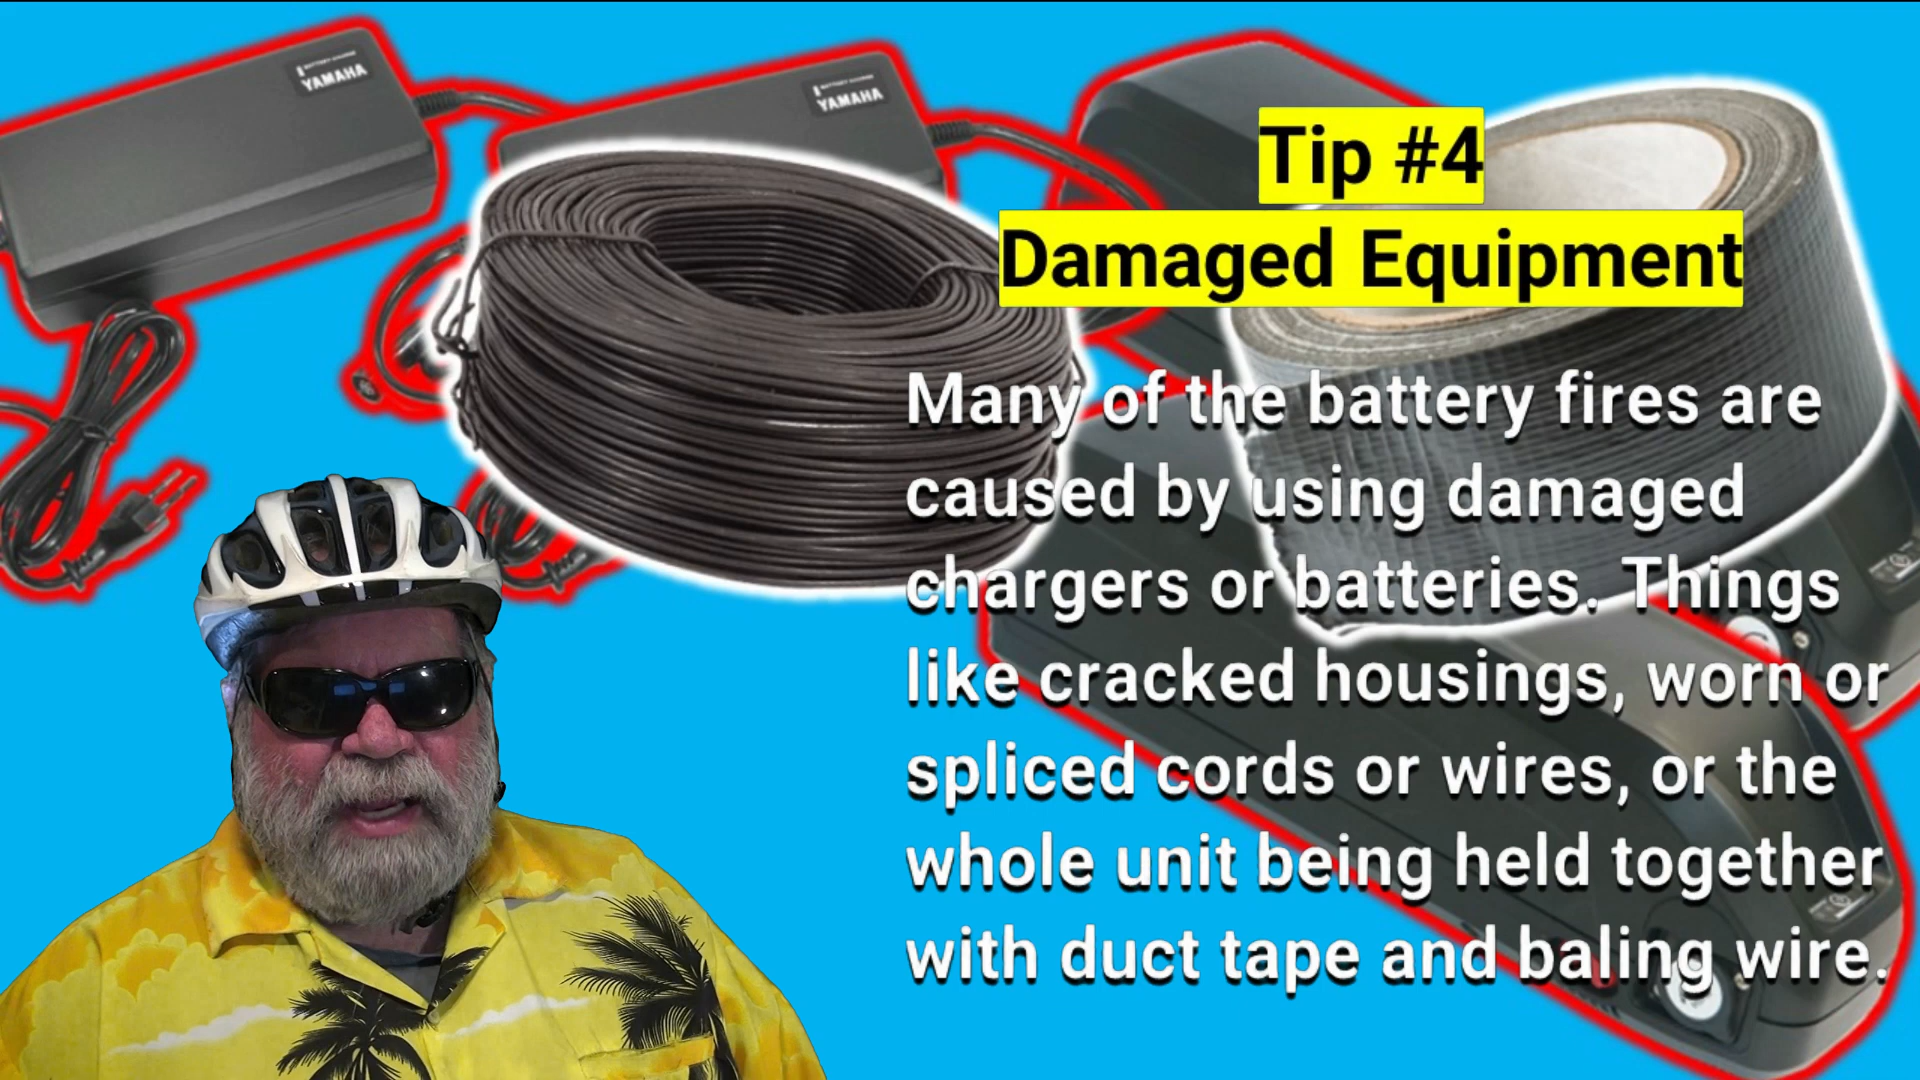 YAMAHA
YAMAHA
Tip #4
Damaged Equipment
Many of the battery fires are
caused by using damaged
chargers or batteries. Things
like cracked housings, worn or
spliced cords or wires, or the
whole unit being held together
with duct tape and baling wire.